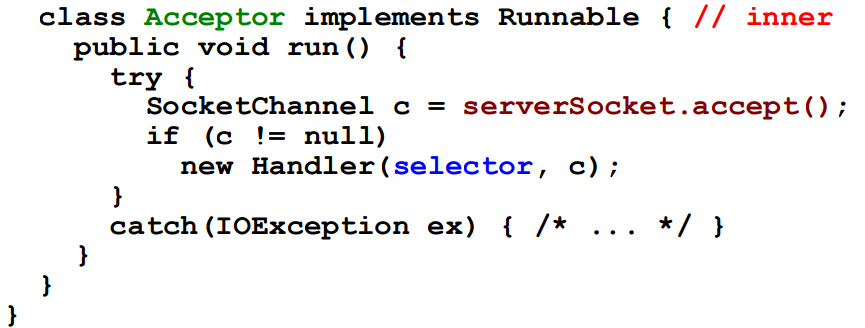 class Acceptor implements Runnable { // inner
public void run() {
try {
SocketChannel c = serverSocket.accept();
if (c != null)
new Handler(selector, c);
}
catch(IOException ex) { /* ... */ }
}
}
}